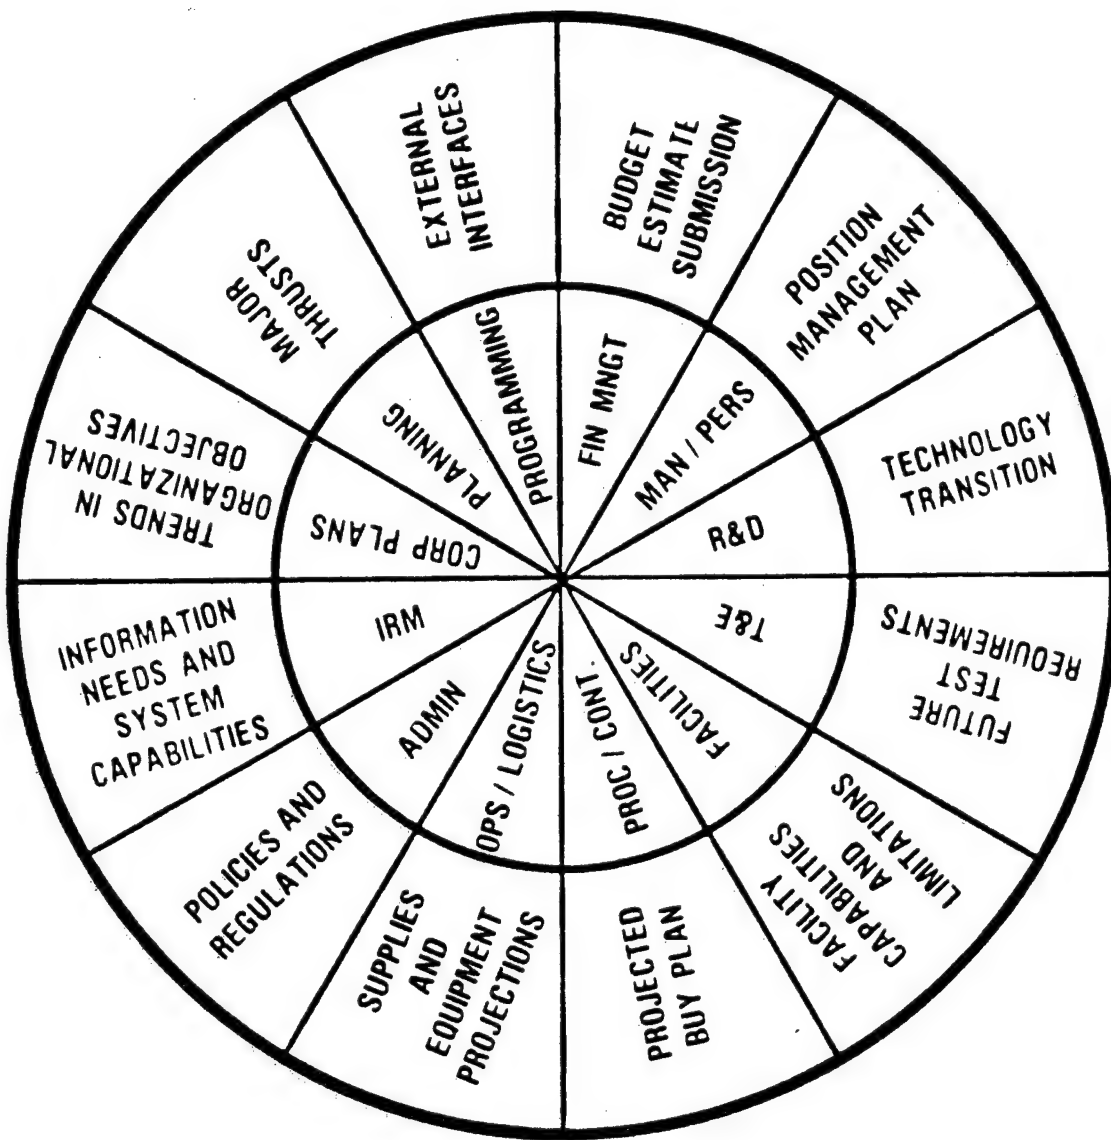 EXTERNAL
INTERFACES
BUDGET
ESTIMATE
SUBMISSION
POSITION
MANAGEMENT
PLAN
TECHNOLOGY
TRANSITION
FUTURE
TEST
REQUIREMENTS
FACILITY
CAPABILITIES
AND
LIMITATIONS
PROJECTED
BUY PLAN
SUPPLIES
AND
EQUIPMENT
PROJECTIONS
POLICIES AND
REGULATIONS
INFORMATION
NEEDS AND
SYSTEM
CAPABILITIES
TRENDS IN
ORGANIZATIONAL
OBJECTIVES
MAJOR
THRUSTS
PROGRAMMING
FIN MNGT
MAN / PERS
R&D
T&E
FACILITIES
PROC / CONT.
OPS / LOGISTICS
ADMIN
IRM
CORP PLANS
PLANNING